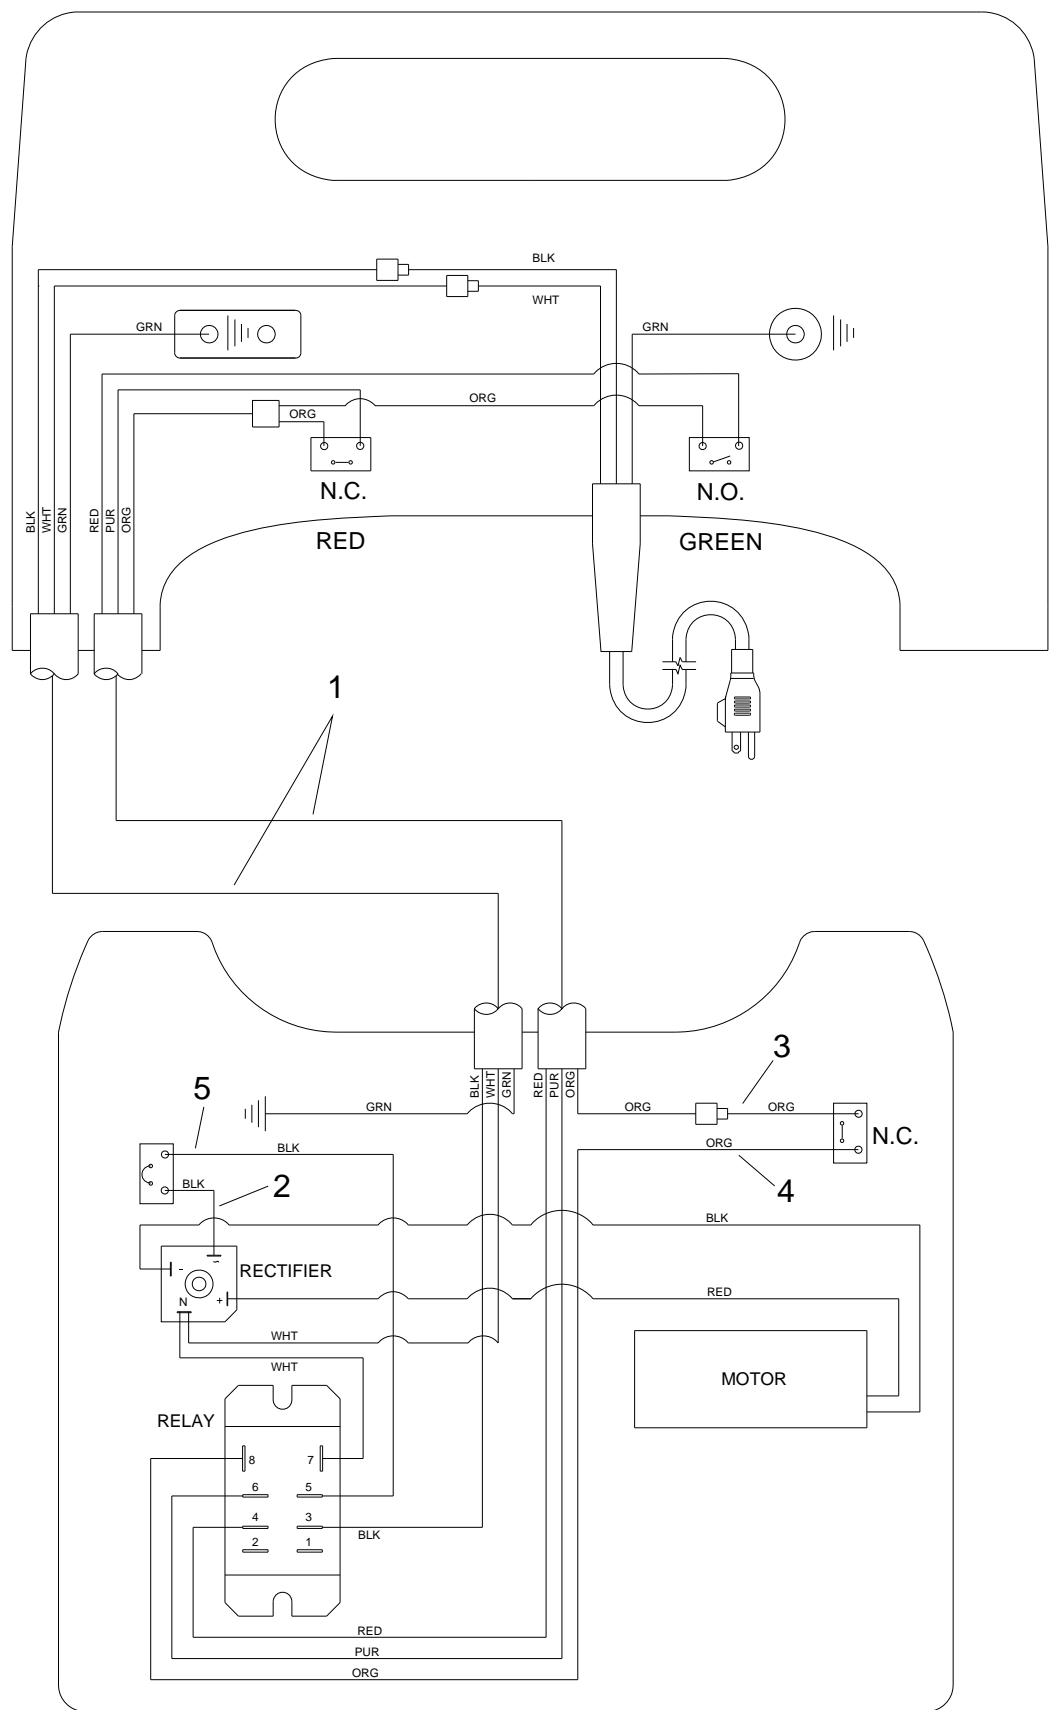 BLK
WHT
GRN
GRN
ORG
ORG
N.C.
N.O.
BLK
WHT
GRN
RED
PUR
ORG
RED
GREEN
1
BLK
WHT
GRN
RED
PUR
ORG
3
5
GRN
ORG
ORG
N.C.
BLK
ORG
BLK
2
4
BLK
~
-
RECTIFIER
N
+
RED
WHT
WHT
MOTOR
RELAY
8
7
6
5
4
3
BLK
2
1
RED
PUR
ORG